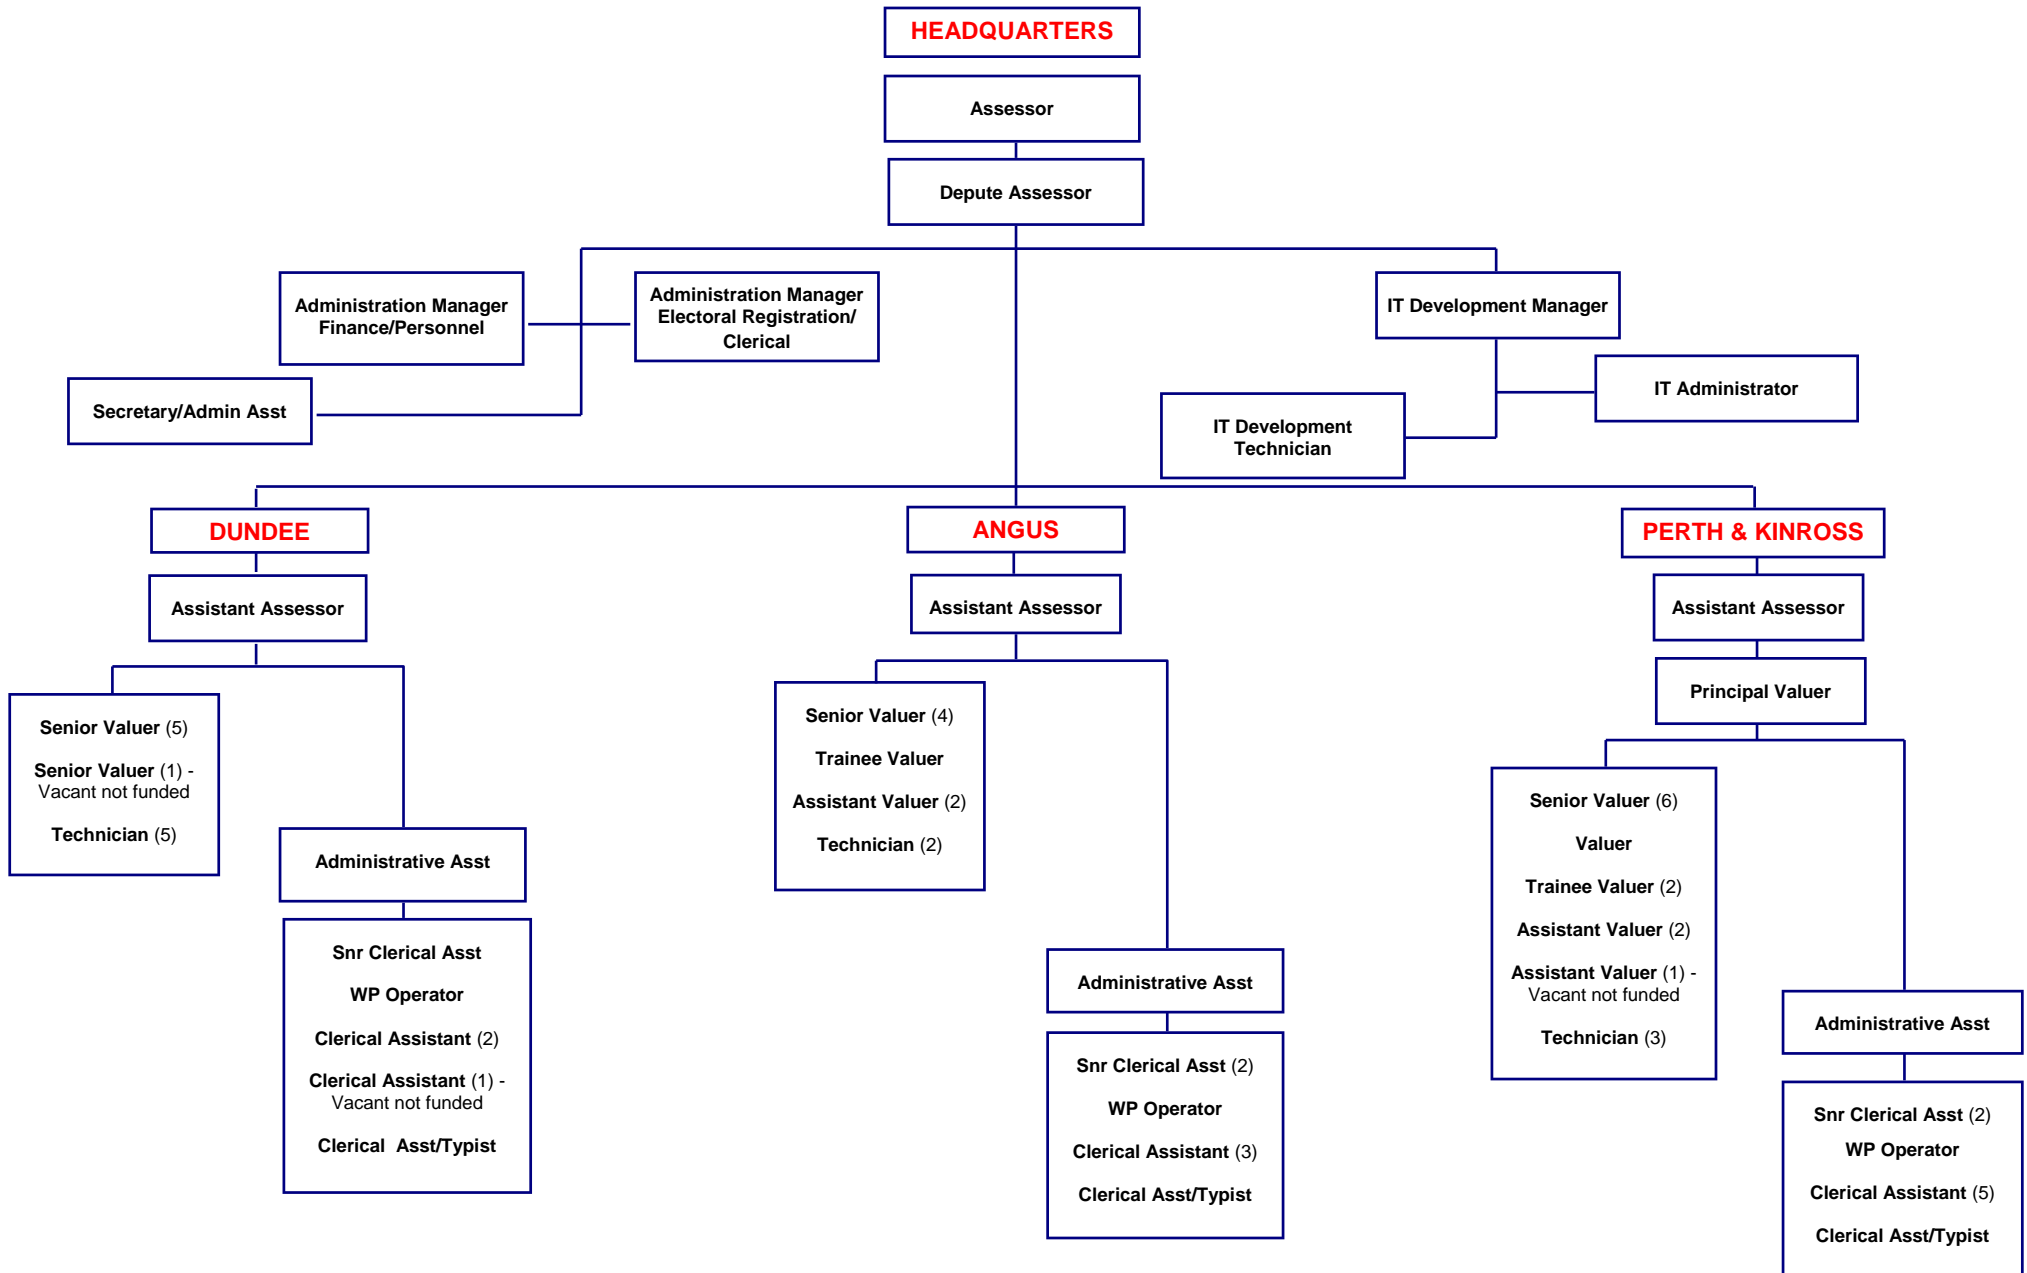 HEADQUARTERS
Assessor
Depute Assessor
Administration Manager
Finance/Personnel
Administration Manager
Electoral Registration/
Clerical
IT Development Manager
IT Administrator
Secretary/Admin Asst
IT Development
Technician
DUNDEE
Assistant Assessor
Senior Valuer (5)
Senior Valuer (1) -
Vacant not funded
Technician (5)
Administrative Asst
Snr Clerical Asst
WP Operator
Clerical Assistant (2)
Clerical Assistant (1) -
Vacant not funded
Clerical Asst/Typist
ANGUS
Assistant Assessor
Senior Valuer (4)
Trainee Valuer
Assistant Valuer (2)
Technician (2)
Administrative Asst
Snr Clerical Asst (2)
WP Operator
Clerical Assistant (3)
Clerical Asst/Typist
PERTH & KINROSS
Assistant Assessor
Principal Valuer
Senior Valuer (6)
Valuer
Trainee Valuer (2)
Assistant Valuer (2)
Assistant Valuer (1) -
Vacant not funded
Technician (3)
Administrative Asst
Snr Clerical Asst (2)
WP Operator
Clerical Assistant (5)
Clerical Asst/Typist